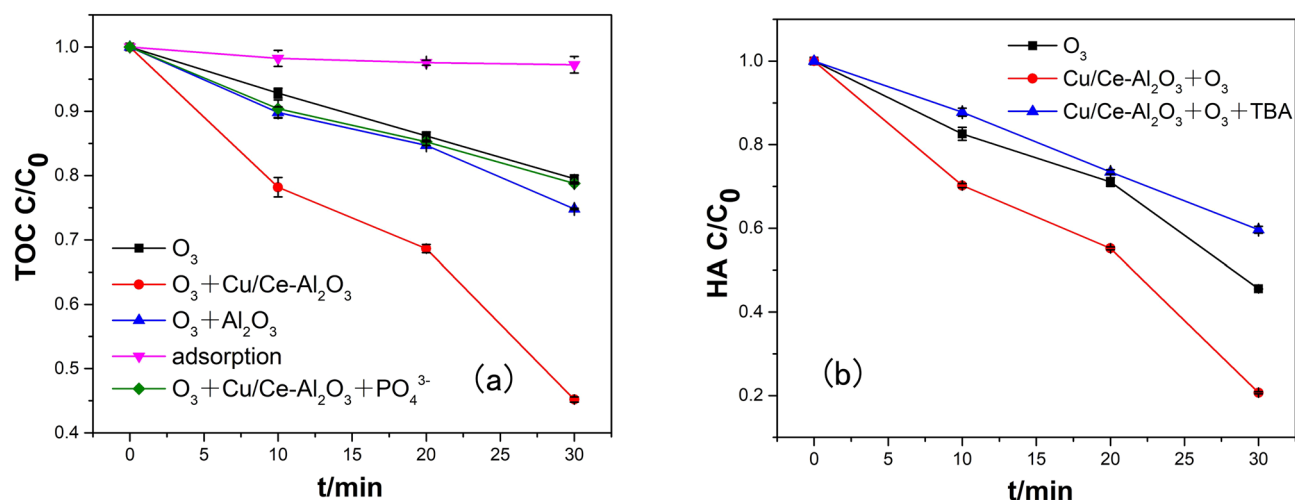 TOC C/C₀
1.0
0.9
0.8
0.7
0.6
0.5
0.4
O₃
O₃+Cu/Ce-Al₂O₃
O₃+Al₂O₃
adsorption
O₃+Cu/Ce-Al₂O₃+PO₄³⁻
(a)
0 5 10 15 20 25 30
t/min
HA C/C₀
1.0
0.8
0.6
0.4
0.2
O₃
Cu/Ce-Al₂O₃+O₃
Cu/Ce-Al₂O₃+O₃+TBA
(b)
0 5 10 15 20 25 30
t/min